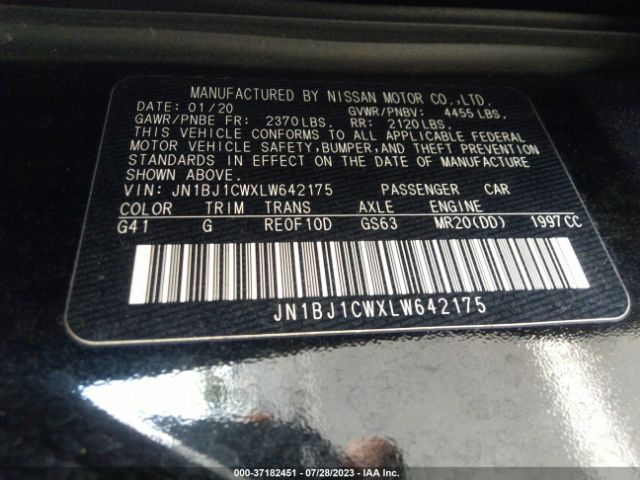 MANUFACTURED BY NISSAN MOTOR CO.,LTD.
DATE: 01/20 GVWR/PNBV: 4455 LBS.
GAWR/PNBE FR: 2370 LBS. RR: 2120 LBS.
THIS VEHICLE CONFORMS TO ALL APPLICABLE FEDERAL
MOTOR VEHICLE SAFETY, BUMPER, AND THEFT PREVENTION
STANDARDS IN EFFECT ON THE DATE OF MANUFACTURE
SHOWN ABOVE.
VIN: JN1BJ1CWXLW642175 PASSENGER CAR
COLOR TRIM TRANS AXLE ENGINE
G41 G RE0F10D GS63 MR20(DD) 1997CC
JN1BJ1CWXLW642175
000-37182451 | 07/28/2023 | IAA Inc.